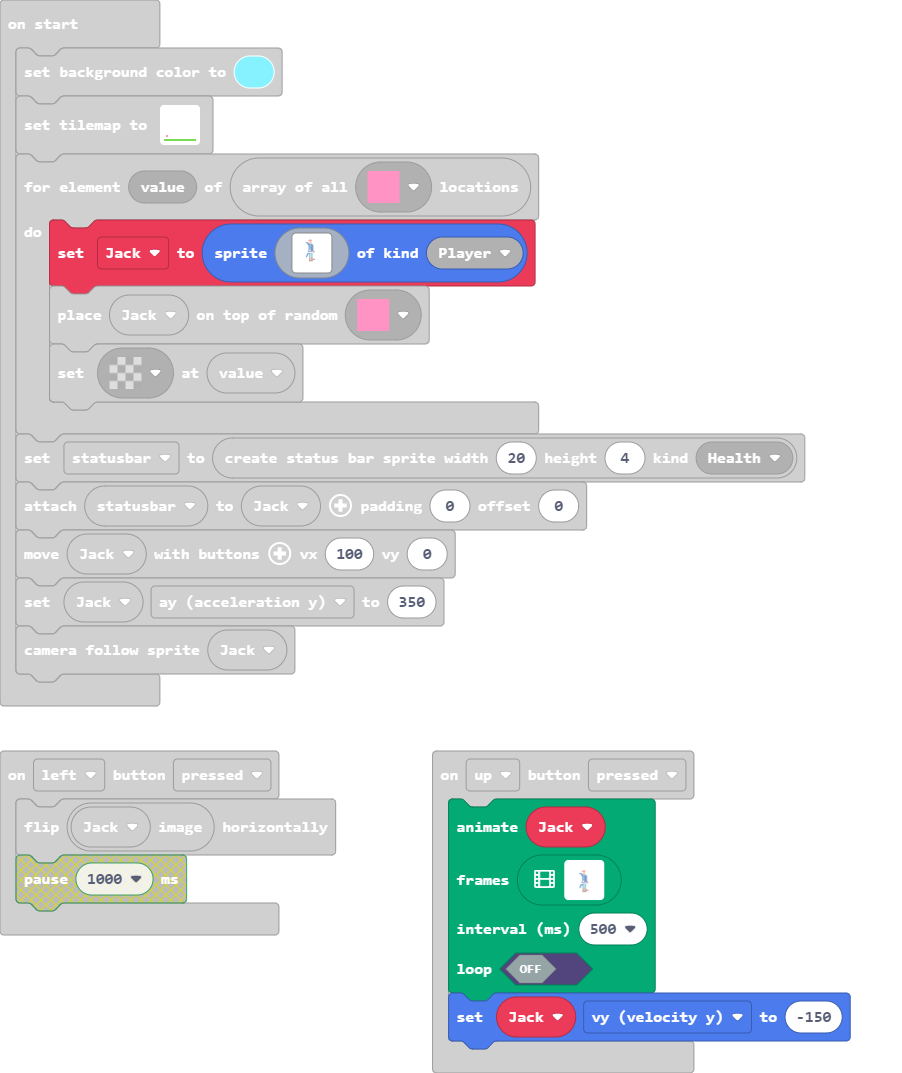 on start
set background color to
set tilemap to
for element value of array of all locations
do
set Jack to sprite of kind Player
place Jack on top of random
set at value
set statusbar to create status bar sprite width 20 height 4 kind Health
attach statusbar to Jack padding 0 offset 0
move Jack with buttons vx 100 vy 0
set Jack ay (acceleration y) to 350
camera follow sprite Jack
on left button pressed
flip Jack image horizontally
pause 1000 ms
on up button pressed
animate Jack
frames
interval (ms) 500
loop OFF
set Jack vy (velocity y) to -150